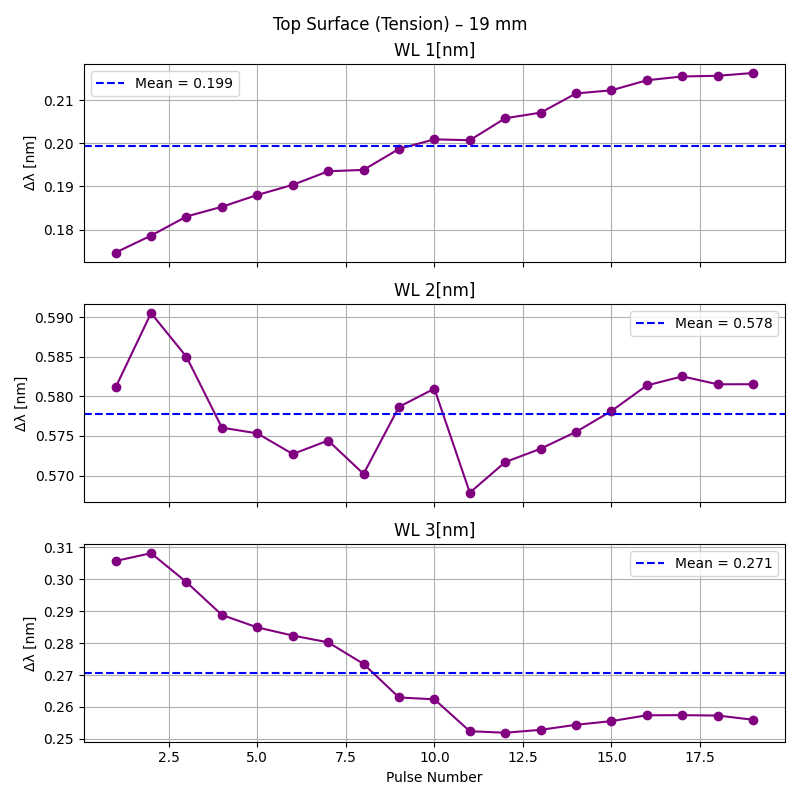 Top Surface (Tension) – 19 mm
WL 1[nm]
Mean = 0.199
0.21
0.20
0.19
0.18
Δλ [nm]
WL 2[nm]
Mean = 0.578
0.590
0.585
0.580
0.575
0.570
Δλ [nm]
WL 3[nm]
Mean = 0.271
0.31
0.30
0.29
0.28
0.27
0.26
0.25
Δλ [nm]
2.5 5.0 7.5 10.0 12.5 15.0 17.5
Pulse Number